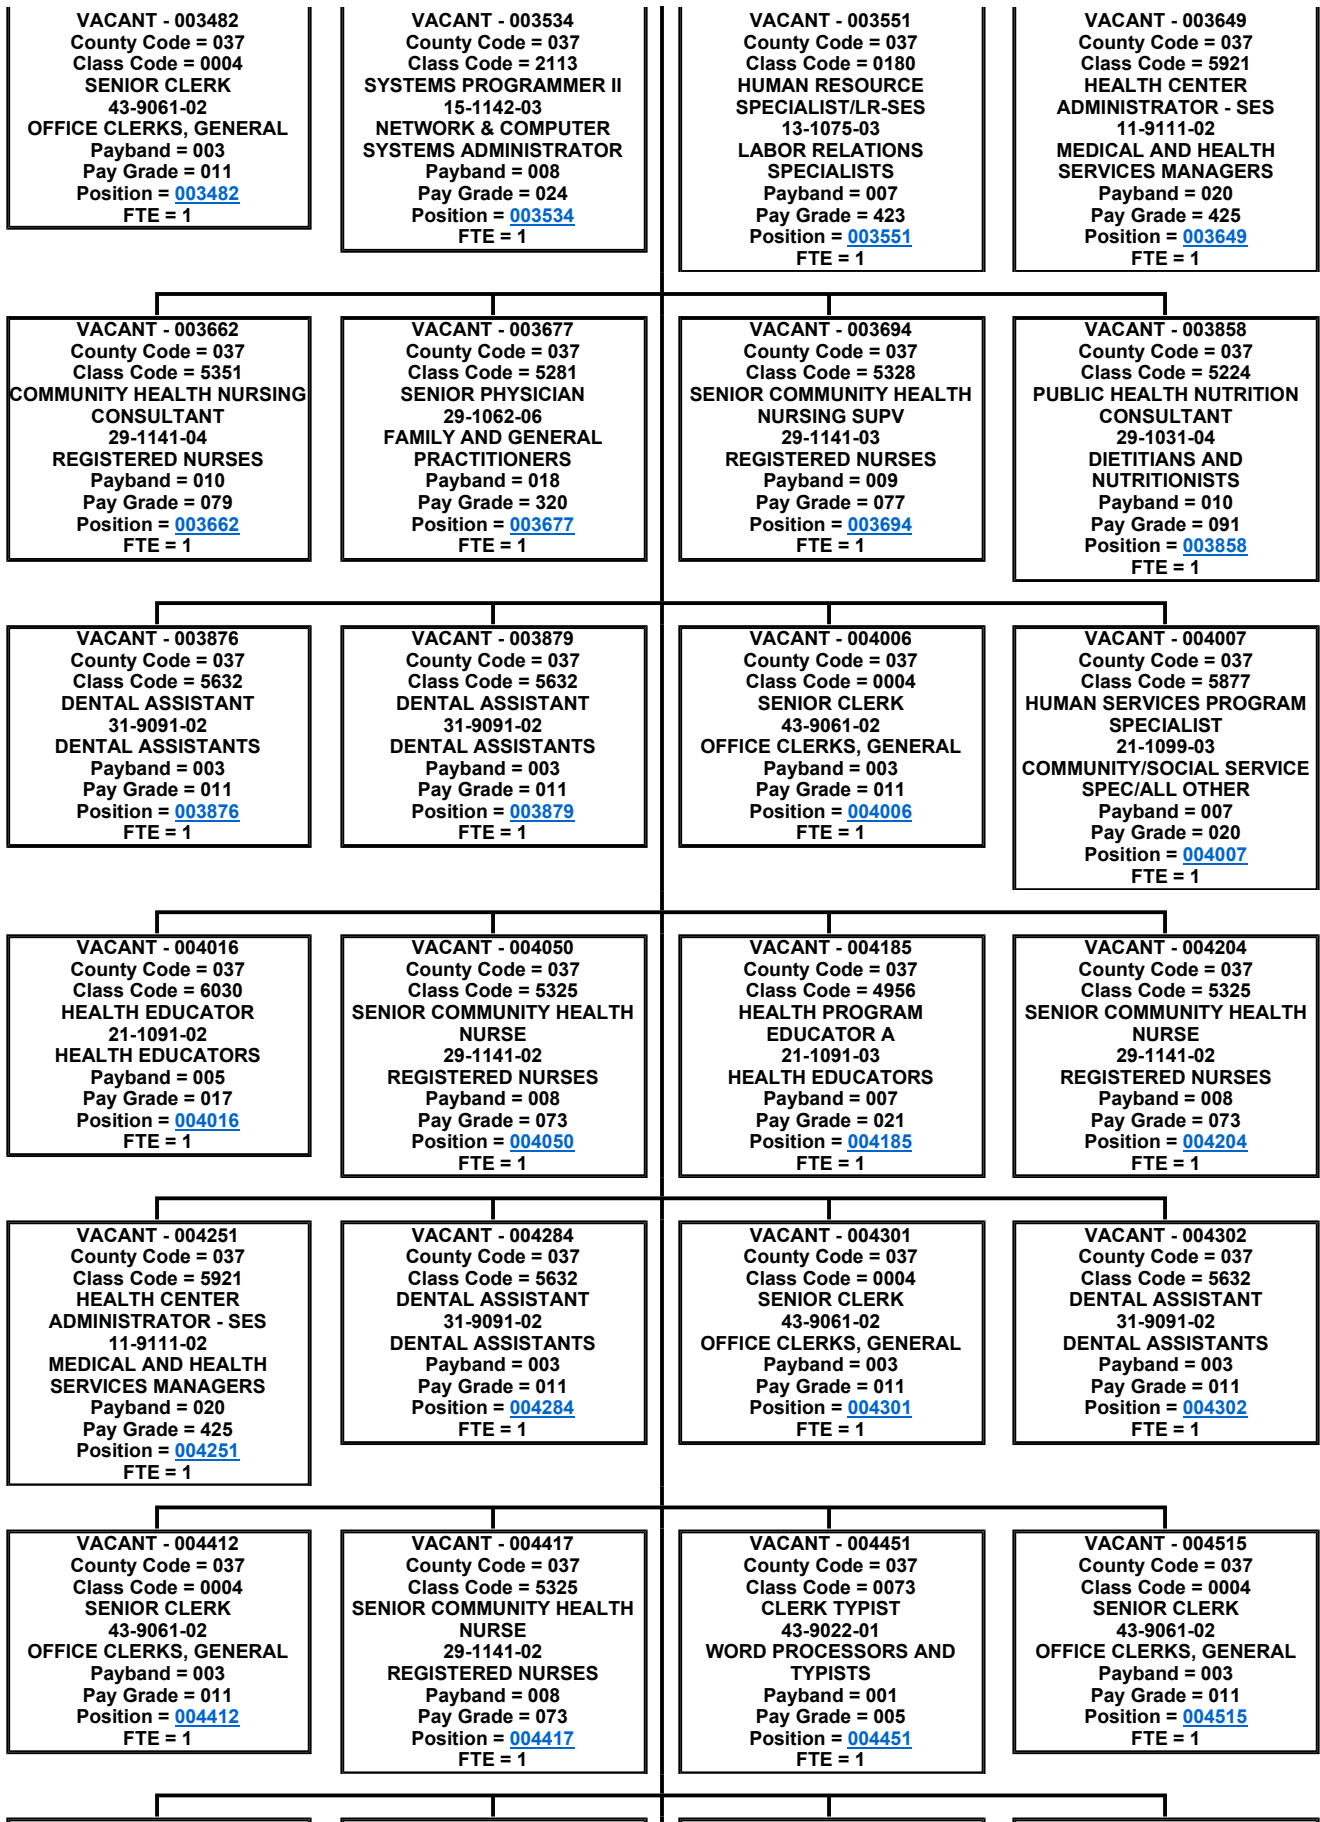 VACANT - 003482
County Code = 037
Class Code = 0004
SENIOR CLERK
43-9061-02
OFFICE CLERKS, GENERAL
Payband = 003
Pay Grade = 011
Position = 003482
FTE = 1
VACANT - 003534
County Code = 037
Class Code = 2113
SYSTEMS PROGRAMMER II
15-1142-03
NETWORK & COMPUTER
SYSTEMS ADMINISTRATOR
Payband = 008
Pay Grade = 024
Position = 003534
FTE = 1
VACANT - 003551
County Code = 037
Class Code = 0180
HUMAN RESOURCE
SPECIALIST/LR-SES
13-1075-03
LABOR RELATIONS
SPECIALISTS
Payband = 007
Pay Grade = 423
Position = 003551
FTE = 1
VACANT - 003649
County Code = 037
Class Code = 5921
HEALTH CENTER
ADMINISTRATOR - SES
11-9111-02
MEDICAL AND HEALTH
SERVICES MANAGERS
Payband = 020
Pay Grade = 425
Position = 003649
FTE = 1
VACANT - 003662
County Code = 037
Class Code = 5351
COMMUNITY HEALTH NURSING
CONSULTANT
29-1141-04
REGISTERED NURSES
Payband = 010
Pay Grade = 079
Position = 003662
FTE = 1
VACANT - 003677
County Code = 037
Class Code = 5281
SENIOR PHYSICIAN
29-1062-06
FAMILY AND GENERAL
PRACTITIONERS
Payband = 018
Pay Grade = 320
Position = 003677
FTE = 1
VACANT - 003694
County Code = 037
Class Code = 5328
SENIOR COMMUNITY HEALTH
NURSING SUPV
29-1141-03
REGISTERED NURSES
Payband = 009
Pay Grade = 077
Position = 003694
FTE = 1
VACANT - 003858
County Code = 037
Class Code = 5224
PUBLIC HEALTH NUTRITION
CONSULTANT
29-1031-04
DIETITIANS AND
NUTRITIONISTS
Payband = 010
Pay Grade = 091
Position = 003858
FTE = 1
VACANT - 003876
County Code = 037
Class Code = 5632
DENTAL ASSISTANT
31-9091-02
DENTAL ASSISTANTS
Payband = 003
Pay Grade = 011
Position = 003876
FTE = 1
VACANT - 003879
County Code = 037
Class Code = 5632
DENTAL ASSISTANT
31-9091-02
DENTAL ASSISTANTS
Payband = 003
Pay Grade = 011
Position = 003879
FTE = 1
VACANT - 004006
County Code = 037
Class Code = 0004
SENIOR CLERK
43-9061-02
OFFICE CLERKS, GENERAL
Payband = 003
Pay Grade = 011
Position = 004006
FTE = 1
VACANT - 004007
County Code = 037
Class Code = 5877
HUMAN SERVICES PROGRAM
SPECIALIST
21-1099-03
COMMUNITY/SOCIAL SERVICE
SPEC/ALL OTHER
Payband = 007
Pay Grade = 020
Position = 004007
FTE = 1
VACANT - 004016
County Code = 037
Class Code = 6030
HEALTH EDUCATOR
21-1091-02
HEALTH EDUCATORS
Payband = 005
Pay Grade = 017
Position = 004016
FTE = 1
VACANT - 004050
County Code = 037
Class Code = 5325
SENIOR COMMUNITY HEALTH
NURSE
29-1141-02
REGISTERED NURSES
Payband = 008
Pay Grade = 073
Position = 004050
FTE = 1
VACANT - 004185
County Code = 037
Class Code = 4956
HEALTH PROGRAM
EDUCATOR A
21-1091-03
HEALTH EDUCATORS
Payband = 007
Pay Grade = 021
Position = 004185
FTE = 1
VACANT - 004204
County Code = 037
Class Code = 5325
SENIOR COMMUNITY HEALTH
NURSE
29-1141-02
REGISTERED NURSES
Payband = 008
Pay Grade = 073
Position = 004204
FTE = 1
VACANT - 004251
County Code = 037
Class Code = 5921
HEALTH CENTER
ADMINISTRATOR - SES
11-9111-02
MEDICAL AND HEALTH
SERVICES MANAGERS
Payband = 020
Pay Grade = 425
Position = 004251
FTE = 1
VACANT - 004284
County Code = 037
Class Code = 5632
DENTAL ASSISTANT
31-9091-02
DENTAL ASSISTANTS
Payband = 003
Pay Grade = 011
Position = 004284
FTE = 1
VACANT - 004301
County Code = 037
Class Code = 0004
SENIOR CLERK
43-9061-02
OFFICE CLERKS, GENERAL
Payband = 003
Pay Grade = 011
Position = 004301
FTE = 1
VACANT - 004302
County Code = 037
Class Code = 5632
DENTAL ASSISTANT
31-9091-02
DENTAL ASSISTANTS
Payband = 003
Pay Grade = 011
Position = 004302
FTE = 1
VACANT - 004412
County Code = 037
Class Code = 0004
SENIOR CLERK
43-9061-02
OFFICE CLERKS, GENERAL
Payband = 003
Pay Grade = 011
Position = 004412
FTE = 1
VACANT - 004417
County Code = 037
Class Code = 5325
SENIOR COMMUNITY HEALTH
NURSE
29-1141-02
REGISTERED NURSES
Payband = 008
Pay Grade = 073
Position = 004417
FTE = 1
VACANT - 004451
County Code = 037
Class Code = 0073
CLERK TYPIST
43-9022-01
WORD PROCESSORS AND
TYPISTS
Payband = 001
Pay Grade = 005
Position = 004451
FTE = 1
VACANT - 004515
County Code = 037
Class Code = 0004
SENIOR CLERK
43-9061-02
OFFICE CLERKS, GENERAL
Payband = 003
Pay Grade = 011
Position = 004515
FTE = 1